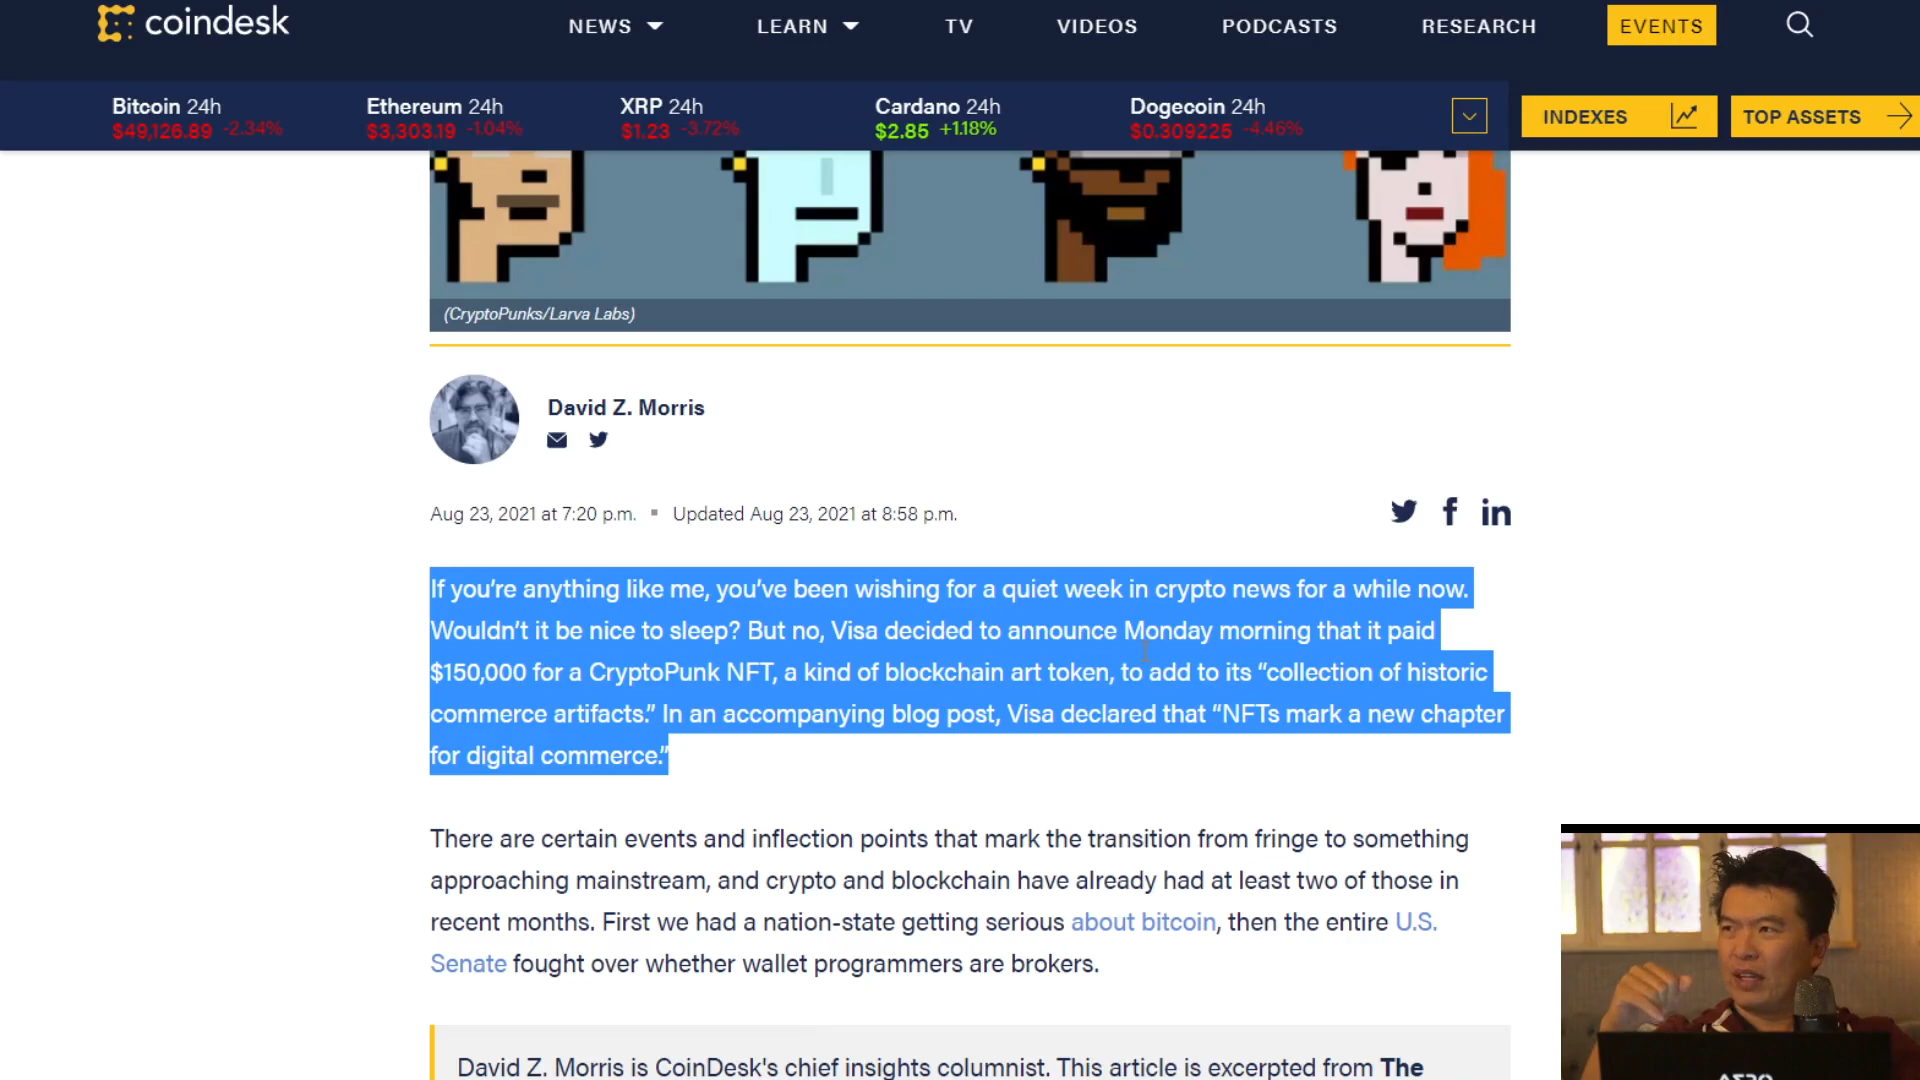 coindesk
NEWS LEARN TV VIDEOS PODCASTS RESEARCH EVENTS
Bitcoin 24h Ethereum 24h XRP 24h Cardano 24h Dogecoin 24h
$49,126.89 -2.34% $3,303.19 -1.04% $1.23 -3.72% $2.85 +1.18% $0.309225 -4.46%
INDEXES TOP ASSETS
(CryptoPunks/Larva Labs)
David Z. Morris
Aug 23, 2021 at 7:20 p.m. Updated Aug 23, 2021 at 8:58 p.m.
If you’re anything like me, you’ve been wishing for a quiet week in crypto news for a while now.
Wouldn’t it be nice to sleep? But no, Visa decided to announce Monday morning that it paid
$150,000 for a CryptoPunk NFT, a kind of blockchain art token, to add to its “collection of historic
commerce artifacts.” In an accompanying blog post, Visa declared that “NFTs mark a new chapter
for digital commerce.”
There are certain events and inflection points that mark the transition from fringe to something
approaching mainstream, and crypto and blockchain have already had at least two of those in
recent months. First we had a nation-state getting serious about bitcoin, then the entire U.S.
Senate fought over whether wallet programmers are brokers.
David Z. Morris is CoinDesk's chief insights columnist. This article is excerpted from The